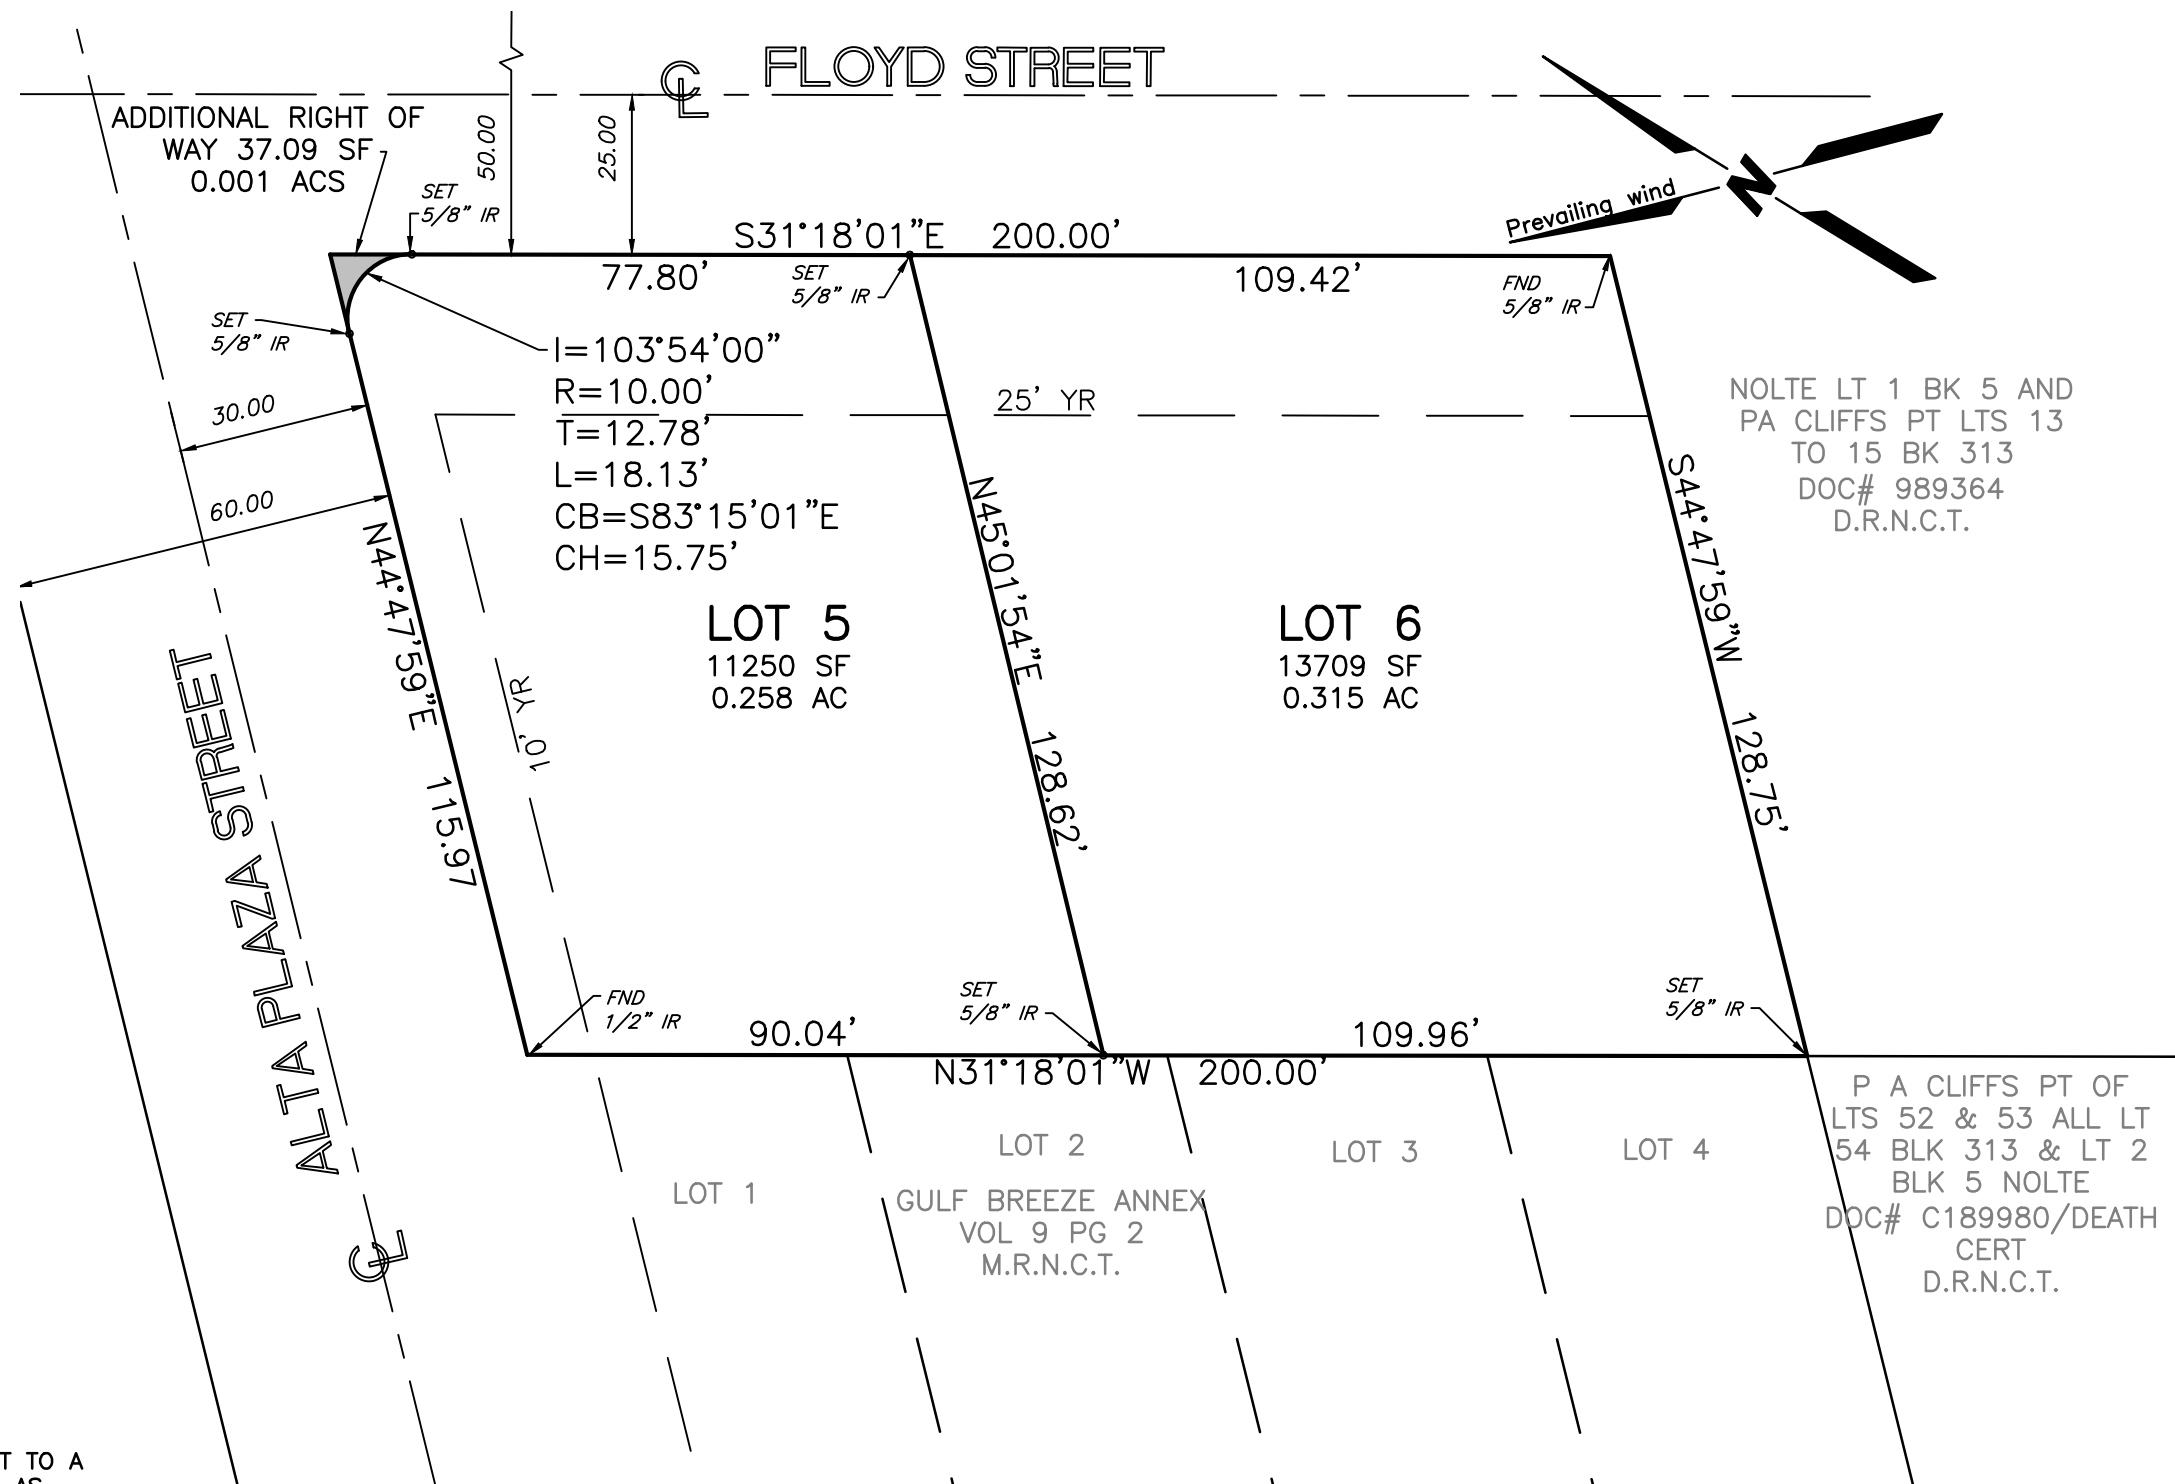 FLOYD STREET
CL
ADDITIONAL RIGHT OF
WAY 37.09 SF
0.001 ACS
SET
5/8" IR
50.00
25.00
Prevailing wind
N
S31°18'01"E 200.00'
77.80'
SET
5/8" IR
109.42'
FND
5/8" IR
SET
5/8" IR
I=103°54'00"
R=10.00'
T=12.78'
L=18.13'
CB=S83°15'01"E
CH=15.75'
25' YR
30.00
60.00
NOLTE LT 1 BK 5 AND
PA CLIFFS PT LTS 13
TO 15 BK 313
DOC# 989364
D.R.N.C.T.
N44°47'59"E 115.97
N45°01'54"E 128.62'
S44°47'59"W 128.75'
LOT 5
11250 SF
0.258 AC
LOT 6
13709 SF
0.315 AC
10' YR
ALTA PLAZA STREET
CL
FND
1/2" IR
90.04'
SET
5/8" IR
109.96'
SET
5/8" IR
N31°18'01"W 200.00'
LOT 1
LOT 2
LOT 3
LOT 4
GULF BREEZE ANNEX
VOL 9 PG 2
M.R.N.C.T.
P A CLIFFS PT OF
LTS 52 & 53 ALL LT
54 BLK 313 & LT 2
BLK 5 NOLTE
DOC# C189980/DEATH
CERT
D.R.N.C.T.
T TO A
AS